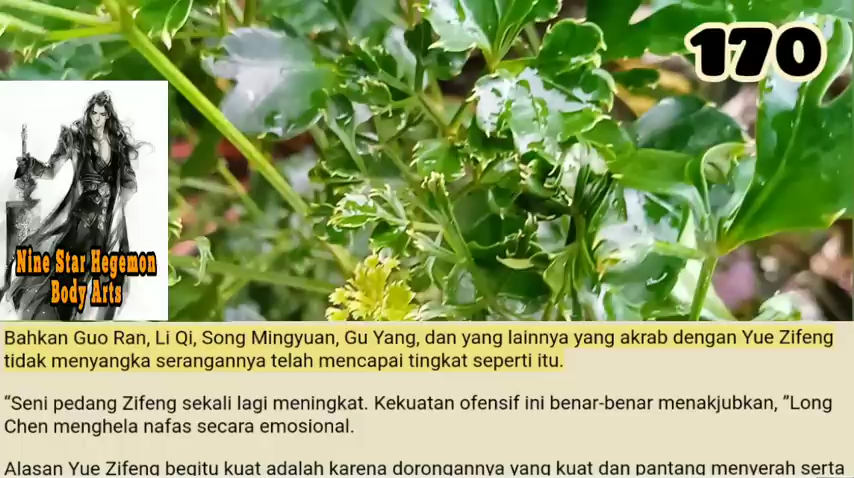 170
Nine Star Hegemon
Body Arts
Bahkan Guo Ran, Li Qi, Song Mingyuan, Gu Yang, dan yang lainnya yang akrab dengan Yue Zifeng
tidak menyangka serangannya telah mencapai tingkat seperti itu.
“Seni pedang Zifeng sekali lagi meningkat. Kekuatan ofensif ini benar-benar menakjubkan, ”Long
Chen menghela nafas secara emosional.
Alasan Yue Zifeng begitu kuat adalah karena dorongannya yang kuat dan pantang menyerah serta